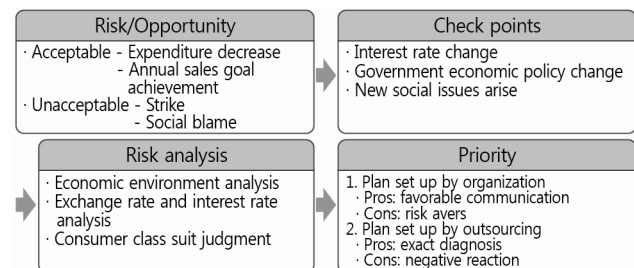 Risk/Opportunity
· Acceptable - Expenditure decrease
- Annual sales goal
achievement
· Unacceptable - Strike
- Social blame
Check points
· Interest rate change
· Government economic policy change
· New social issues arise
Risk analysis
· Economic environment analysis
· Exchange rate and interest rate
analysis
· Consumer class suit judgment
Priority
1. Plan set up by organization
· Pros: favorable communication
· Cons: risk avers
2. Plan set up by outsourcing
· Pros: exact diagnosis
· Cons: negative reaction